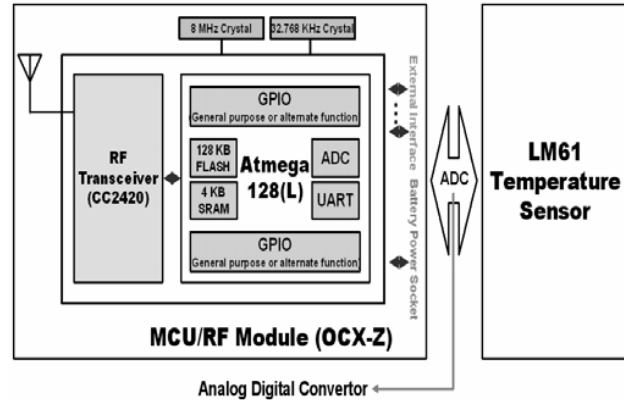 8 MHz Crystal
32.768 KHz Crystal
RF
Transceiver
(CC2420)
GPIO
General purpose or alternate function)
128 KB
FLASH
4 KB
SRAM
Atmega
128(L)
ADC
UART
GPIO
General purpose or alternate function)
External Interface
Battery Power Socket
MCU/RF Module (OCX-Z)
ADC
LM61
Temperature
Sensor
Analog Digital Convertor